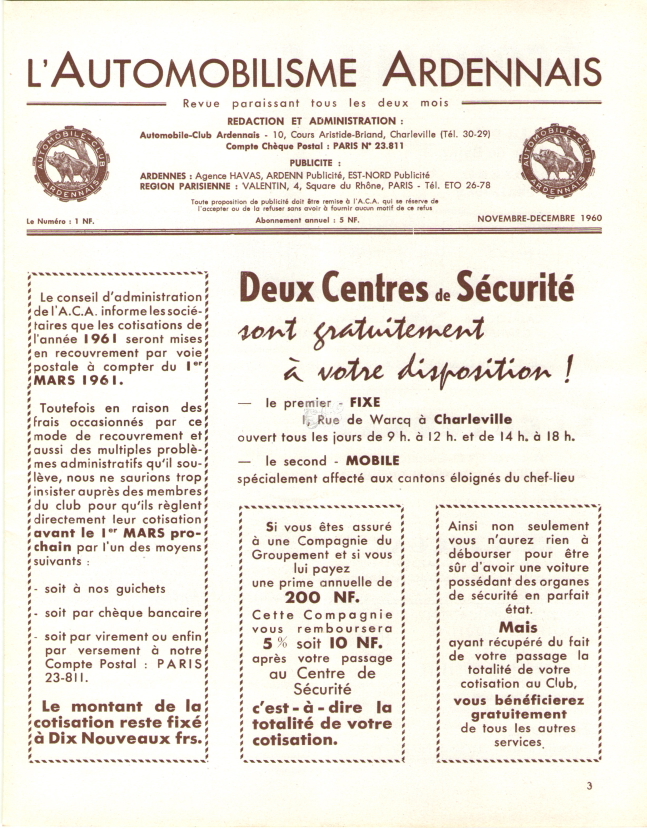 L'AUTOMOBILISME ARDENNAIS
Revue paraissant tous les deux mois
REDACTION ET ADMINISTRATION :
Automobile-Club Ardennais - 10, Cours Aristide-Briand, Charleville (Tél. 30-29)
Compte Chèque Postal : PARIS N° 23.811
PUBLICITE :
ARDENNES : Agence HAVAS, ARDENN Publicité, EST-NORD Publicité
REGION PARISIENNE : VALENTIN, 4, Square du Rhône, PARIS - Tél. ETO 26-78
Toute proposition de publicité doit être remise à l'A.C.A. qui se réserve de
l'accepter ou de la refuser sans avoir à fournir aucun motif de ce refus
AUTOMOBILE-CLUB
ARDENNAIS
AUTOMOBILE-CLUB
ARDENNAIS
Le Numéro : 1 NF.
Abonnement annuel : 5 NF.
NOVEMBRE-DECEMBRE 1960
Le conseil d'administration
de l'A.C.A. informe les socié-
taires que les cotisations de
l'année 1961 seront mises
en recouvrement par voie
postale à compter du 1er
MARS 1961.
Toutefois en raison des
frais occasionnés par ce
mode de recouvrement et
aussi des multiples problè-
mes administratifs qu'il sou-
lève, nous ne saurions trop
insister auprès des membres
du club pour qu'ils règlent
directement leur cotisation
avant le 1er MARS pro-
chain par l'un des moyens
suivants :
- soit à nos guichets
- soit par chèque bancaire
- soit par virement ou enfin
par versement à notre
Compte Postal : PARIS
23-811.
Le montant de la
cotisation reste fixé
à Dix Nouveaux frs.
Deux Centres de Sécurité
sont gratuitement
à votre disposition !
— le premier - FIXE
1, Rue de Warcq à Charleville
ouvert tous les jours de 9 h. à 12 h. et de 14 h. à 18 h.
— le second - MOBILE
spécialement affecté aux cantons éloignés du chef-lieu
Si vous êtes assuré
à une Compagnie du
Groupement et si vous
lui payez
une prime annuelle de
200 NF.
Cette Compagnie
vous remboursera
5 % soit 10 NF.
après votre passage
au Centre de
Sécurité
c'est-à-dire la
totalité de votre
cotisation.
Ainsi non seulement
vous n'aurez rien à
débourser pour être
sûr d'avoir une voiture
possédant des organes
de sécurité en parfait
état.
Mais
ayant récupéré du fait
de votre passage la
totalité de votre
cotisation au Club,
vous bénéficierez
gratuitement
de tous les autres
services.
3